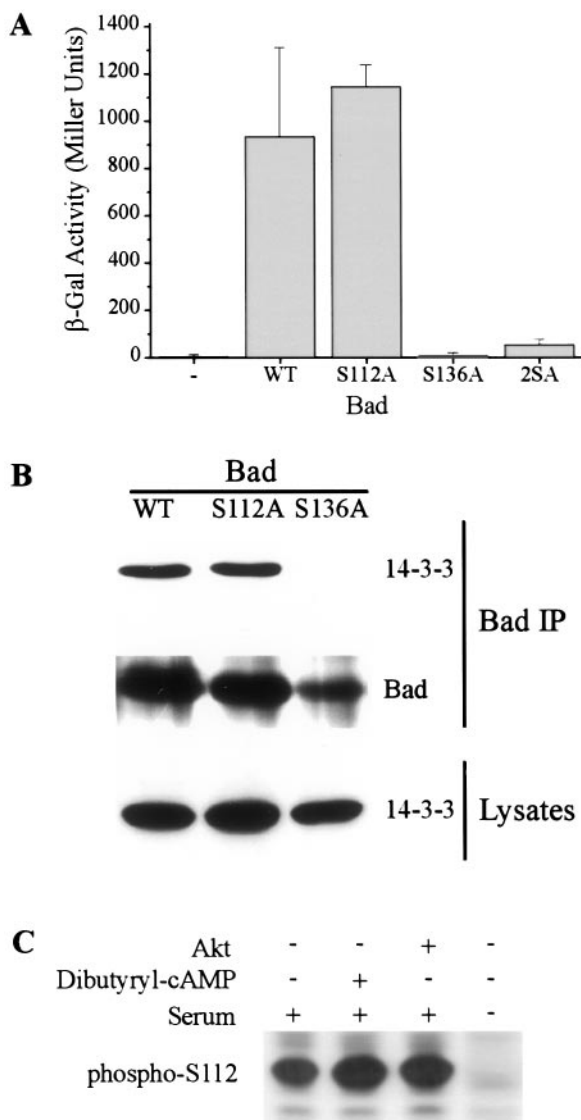 A
β-Gal Activity (Miller Units)
1400
1200
1000
800
600
400
200
0
- WT S112A S136A 2SA
Bad
B
Bad
WT S112A S136A
14-3-3
Bad
Bad IP
14-3-3
Lysates
C
Akt - - + -
Dibutyryl-cAMP - + - -
Serum + + + -
phospho-S112